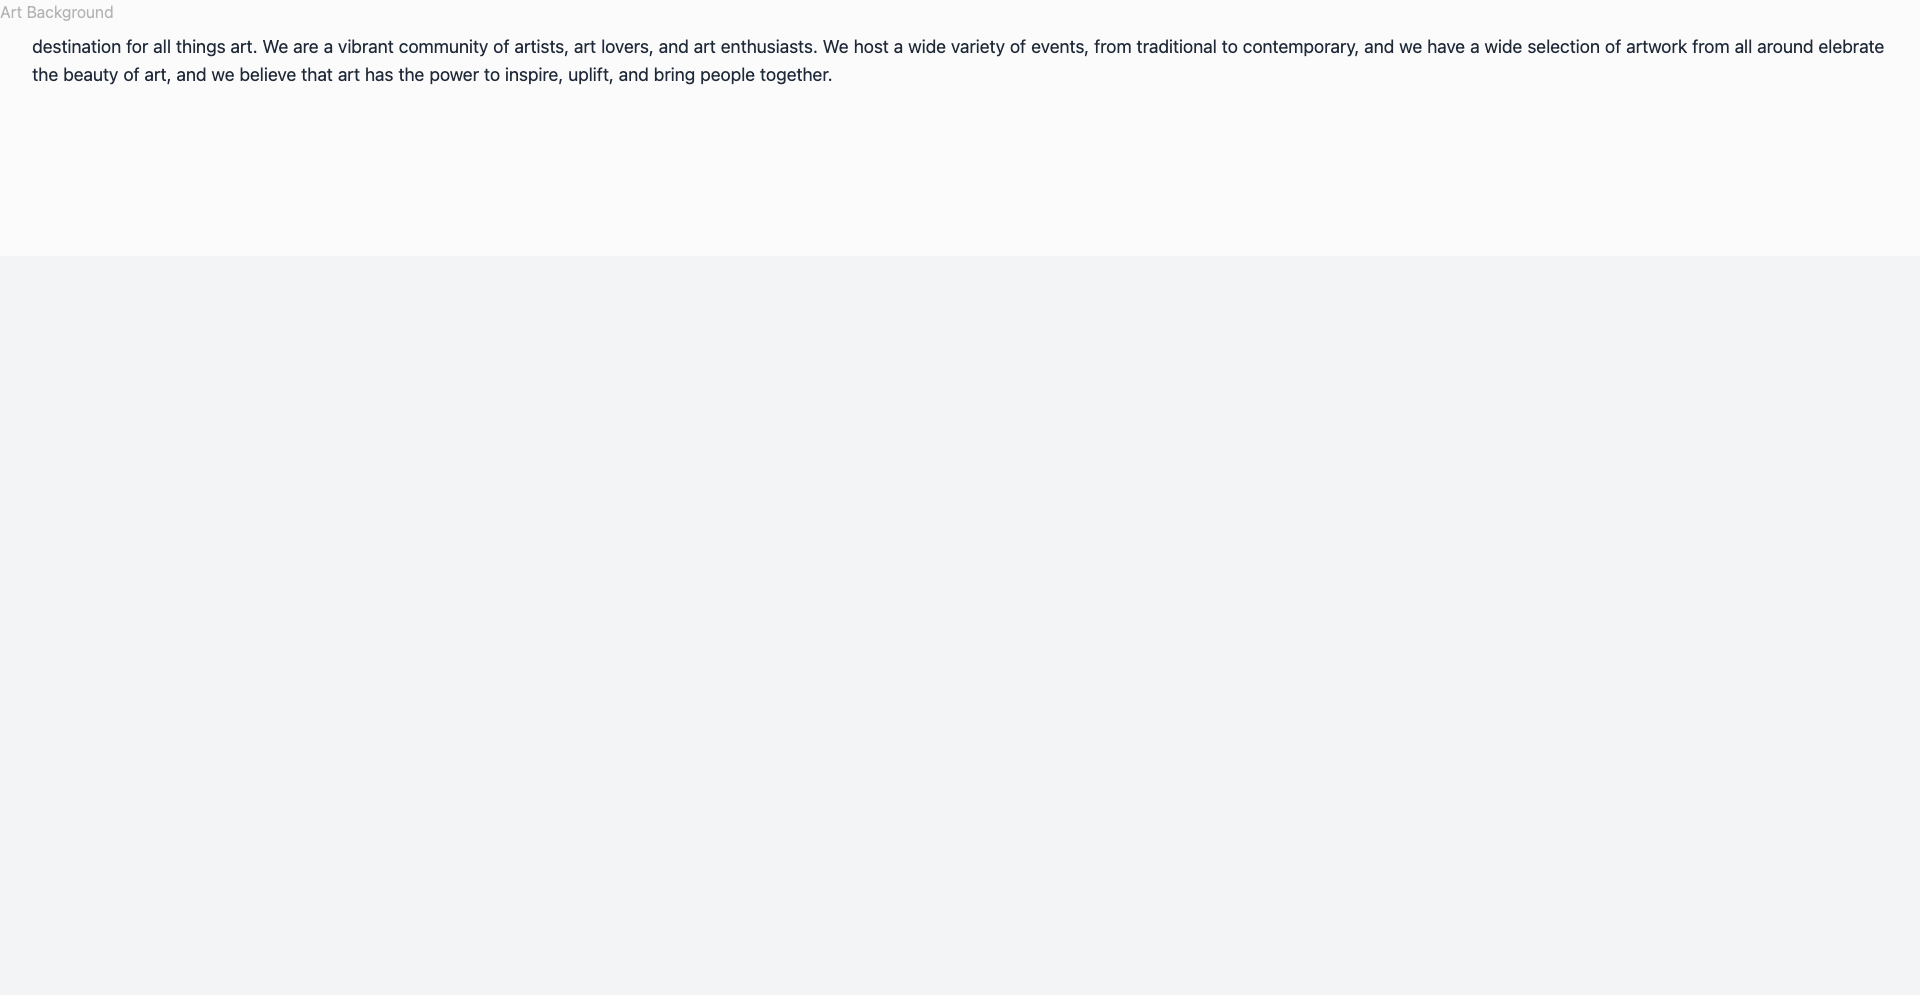 Art Background
destination for all things art. We are a vibrant community of artists, art lovers, and art enthusiasts. We host a wide variety of events, from traditional to contemporary, and we have a wide selection of artwork from all around elebrate
the beauty of art, and we believe that art has the power to inspire, uplift, and bring people together.